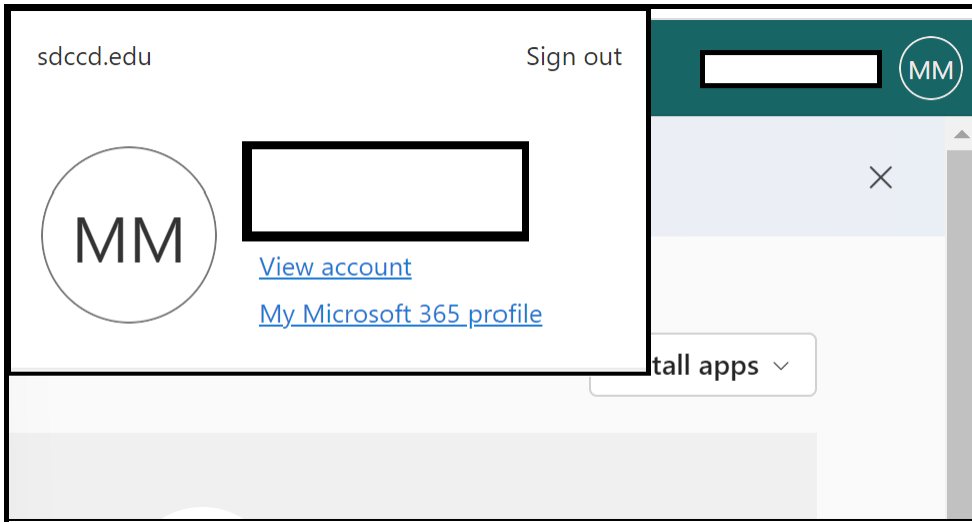 sdccd.edu
Sign out
MM
MM
View account
My Microsoft 365 profile
tall apps